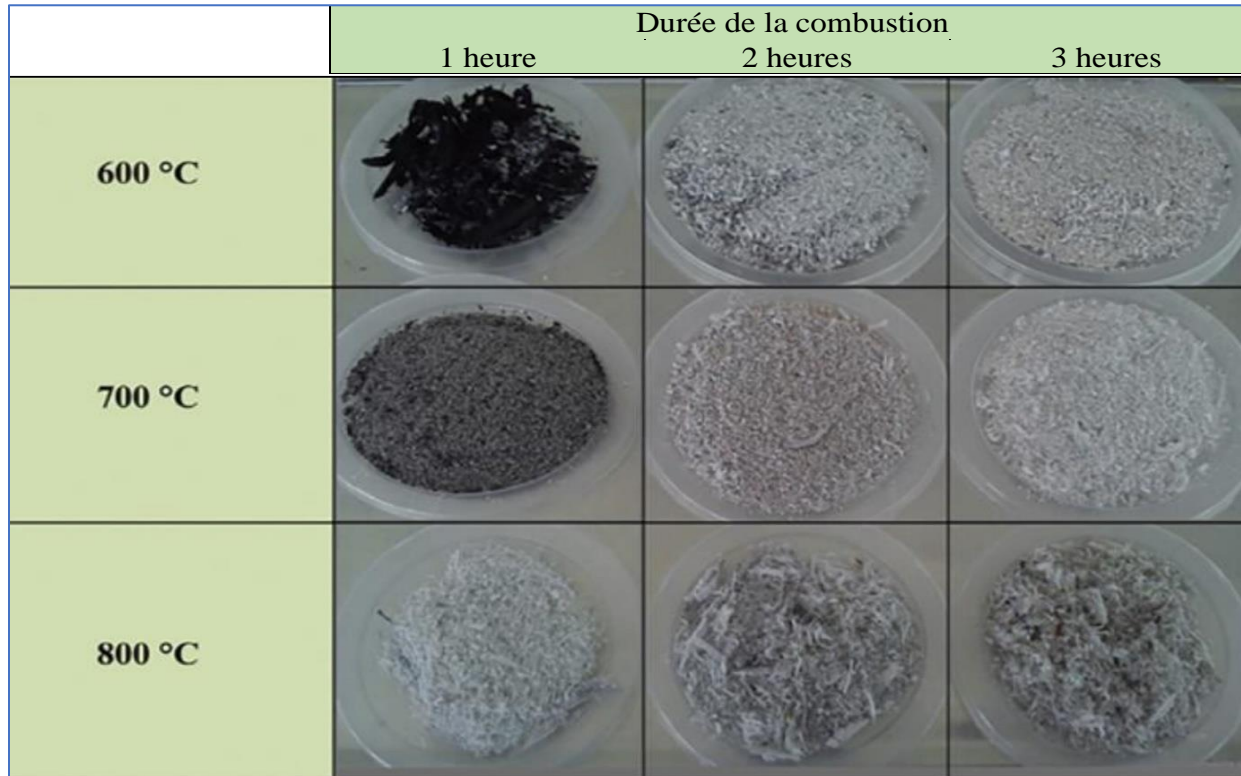 Durée de la combustion
1 heure 2 heures 3 heures
600 °C
700 °C
800 °C